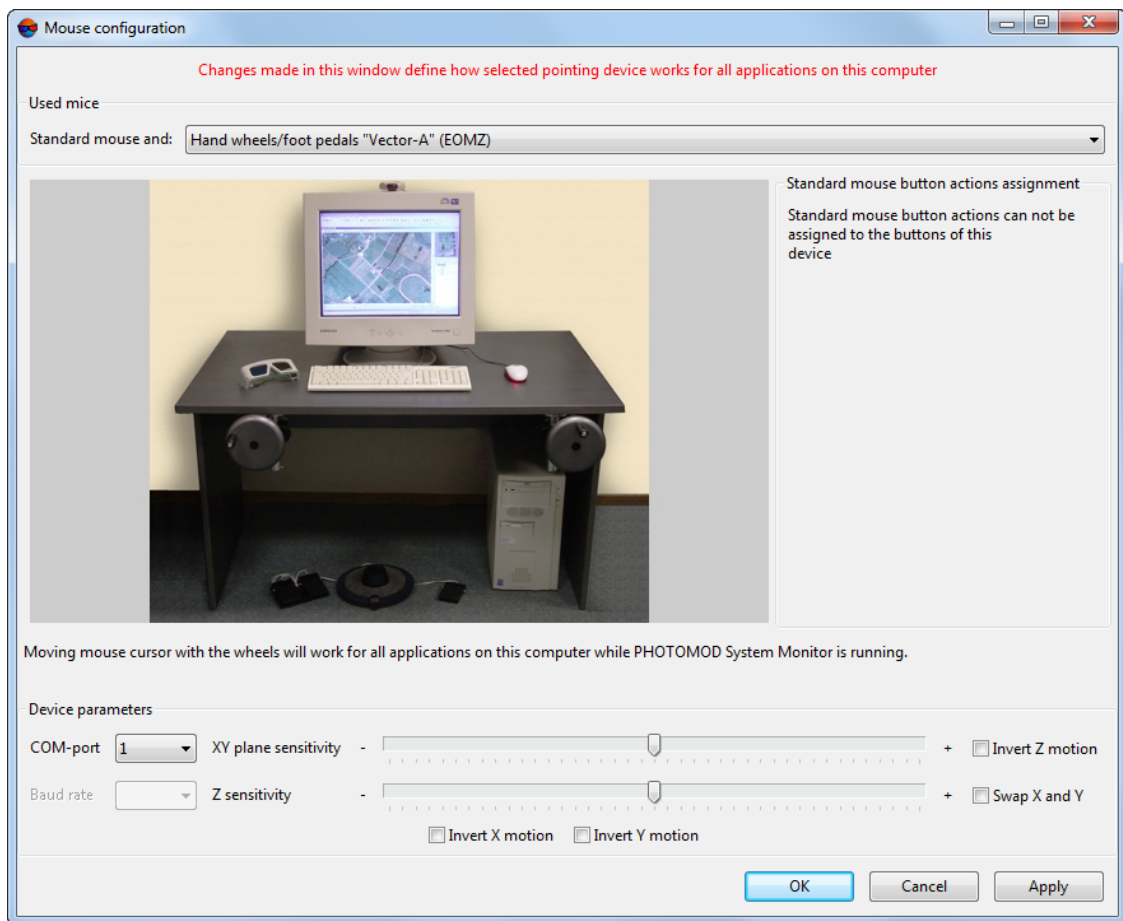 Mouse configuration
Changes made in this window define how selected pointing device works for all applications on this computer
Used mice
Standard mouse and: Hand wheels/foot pedals "Vector-A" (EOMZ)
Standard mouse button actions assignment
Standard mouse button actions can not be
assigned to the buttons of this
device
Moving mouse cursor with the wheels will work for all applications on this computer while PHOTOMOD System Monitor is running.
Device parameters
COM-port 1 XY plane sensitivity - + Invert Z motion
Baud rate Z sensitivity - + Swap X and Y
Invert X motion Invert Y motion
OK Cancel Apply